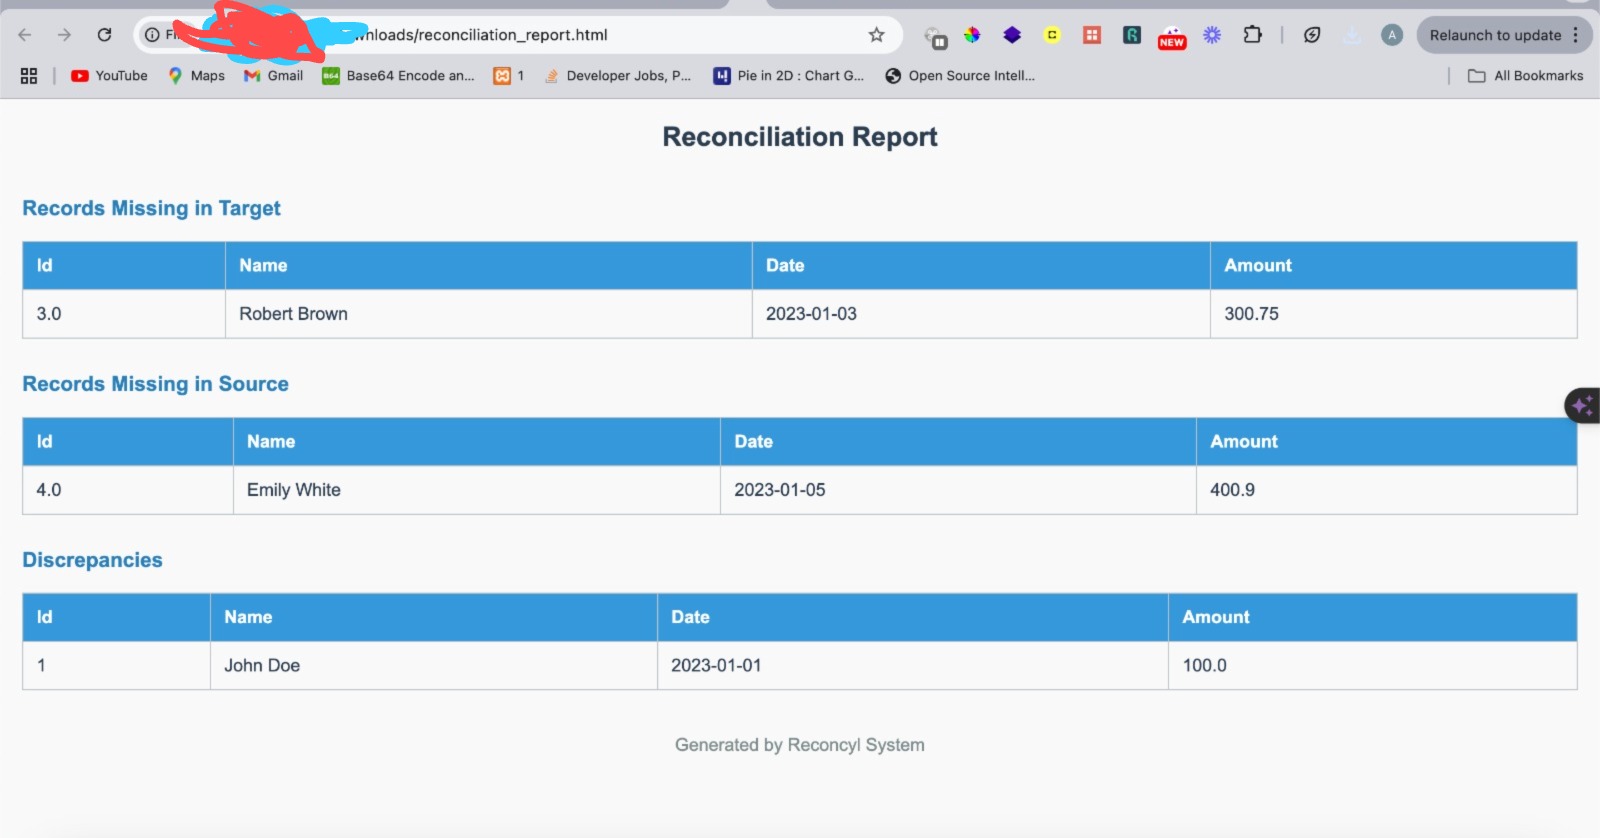 wnloads/reconciliation_report.html
NEW
A
Relaunch to update
YouTube
Maps
Gmail
B64 Base64 Encode an...
1
Developer Jobs, P...
Pie in 2D : Chart G...
Open Source Intell...
All Bookmarks
Reconciliation Report
Records Missing in Target
Id Name Date Amount
3.0 Robert Brown 2023-01-03 300.75
Records Missing in Source
Id Name Date Amount
4.0 Emily White 2023-01-05 400.9
Discrepancies
Id Name Date Amount
1 John Doe 2023-01-01 100.0
Generated by Reconcyl System